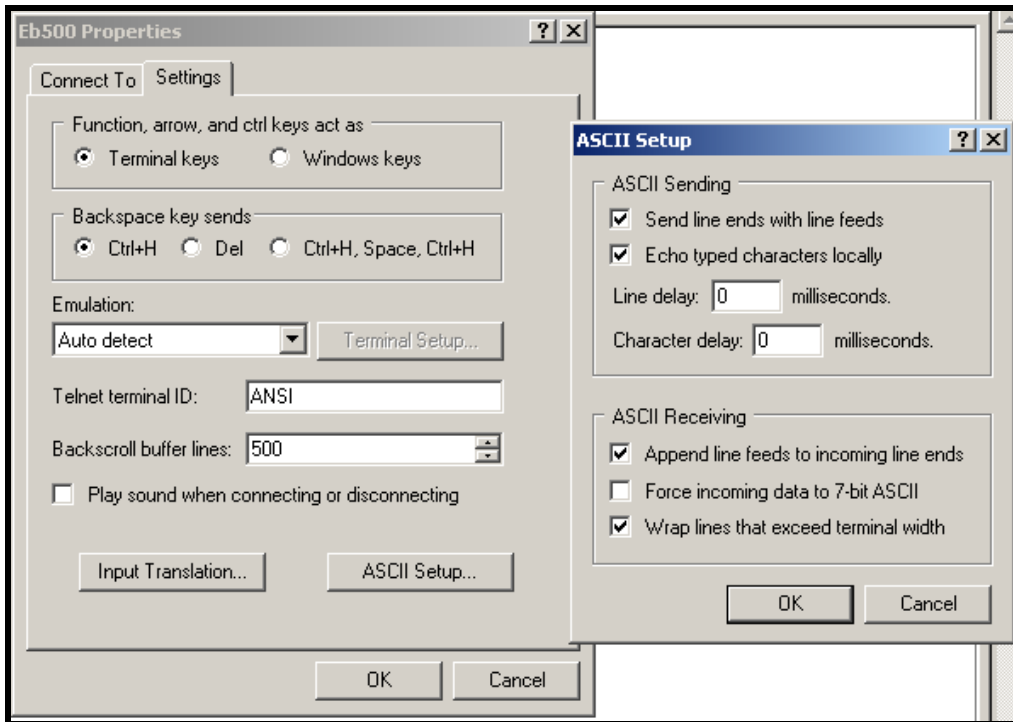 Eb500 Properties
Connect To Settings
Function, arrow, and ctrl keys act as
Terminal keys Windows keys
Backspace key sends
Ctrl+H Del Ctrl+H, Space, Ctrl+H
Emulation:
Auto detect Terminal Setup...
Telnet terminal ID: ANSI
Backscroll buffer lines: 500
Play sound when connecting or disconnecting
Input Translation... ASCII Setup...
OK Cancel
ASCII Setup
ASCII Sending
Send line ends with line feeds
Echo typed characters locally
Line delay: 0 milliseconds.
Character delay: 0 milliseconds.
ASCII Receiving
Append line feeds to incoming line ends
Force incoming data to 7-bit ASCII
Wrap lines that exceed terminal width
OK Cancel